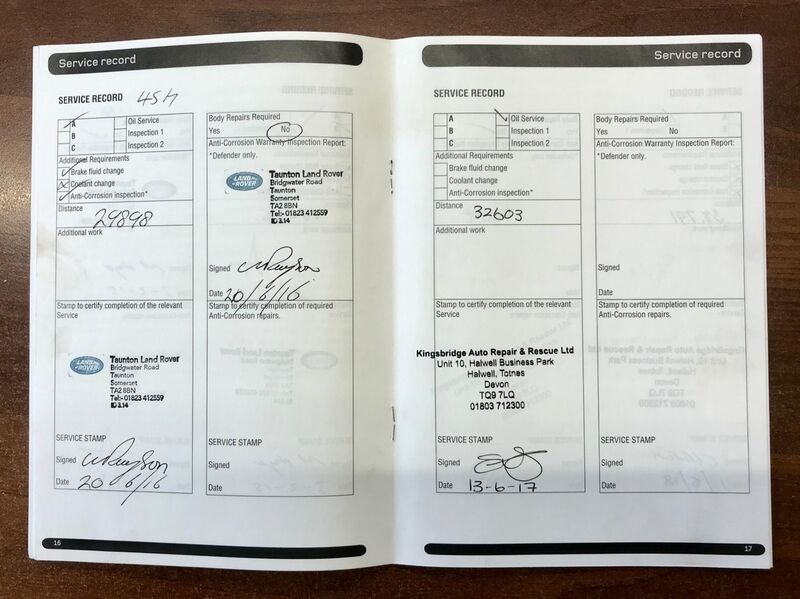 Service record
SERVICE RECORD 48M
A Oil Service
B Inspection 1
C Inspection 2
Additional Requirements
Brake fluid change
Coolant change
Anti-Corrosion inspection*
Distance
29898
Additional work
Stamp to certify completion of the relevant
Service
LAND ROVER
Taunton Land Rover
Bridgwater Road
Taunton
Somerset
TA2 8BN
Tel:- 01823 412559
ID 3.14
SERVICE STAMP
Signed
Date 20/6/16
Body Repairs Required
Yes No
Anti-Corrosion Warranty Inspection Report:
*Defender only.
LAND ROVER
Taunton Land Rover
Bridgwater Road
Taunton
Somerset
TA2 8BN
Tel:- 01823 412559
ID 3.14
Signed
Date 20/6/16
Stamp to certify completion of required
Anti-Corrosion repairs.
SERVICE STAMP
Signed
Date
16
Service record
SERVICE RECORD
A Oil Service
B Inspection 1
C Inspection 2
Additional Requirements
Brake fluid change
Coolant change
Anti-Corrosion inspection*
Distance
32603
Additional work
Stamp to certify completion of the relevant
Service
Kingsbridge Auto Repair & Rescue Ltd
Unit 10, Halwell Business Park
Halwell, Totnes
Devon
TQ9 7LQ
01803 712300
SERVICE STAMP
Signed
Date 13-6-17
Body Repairs Required
Yes No
Anti-Corrosion Warranty Inspection Report:
*Defender only.
Signed
Date
Stamp to certify completion of required
Anti-Corrosion repairs.
SERVICE STAMP
Signed
Date
17